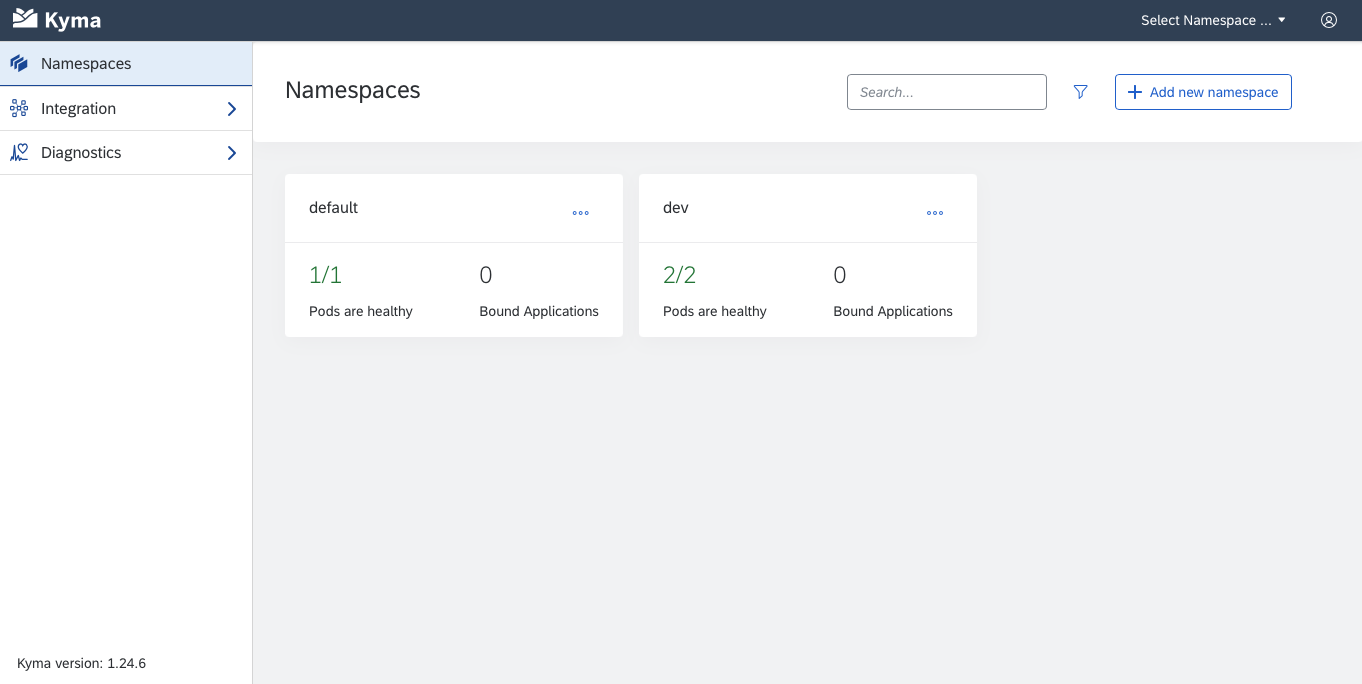 Kyma
Select Namespace ...
Namespaces
Integration
Diagnostics
Namespaces
Search...
Add new namespace
default
dev
1/1
0
2/2
0
Pods are healthy
Bound Applications
Pods are healthy
Bound Applications
Kyma version: 1.24.6